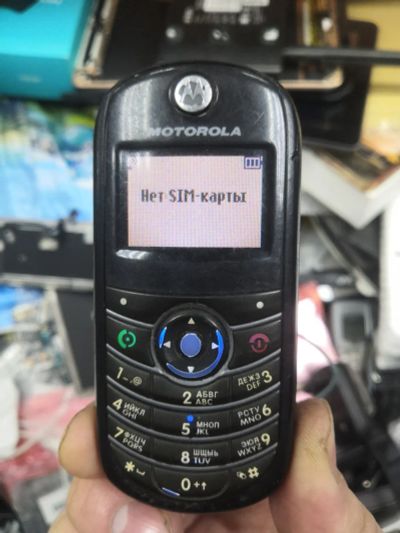 MOTOROLA
Нет SIM-карты
1
2 АБВГ ABC
ДЕЖЗ DEF 3
4 ИЙКЛ GHI
5 МНОП JKL
РСТУ MNO 6
7 ФХЦЧ PQRS
8 ШЩЫЬ TUV
ЭЮЯ WXYZ 9
*
0 +
#